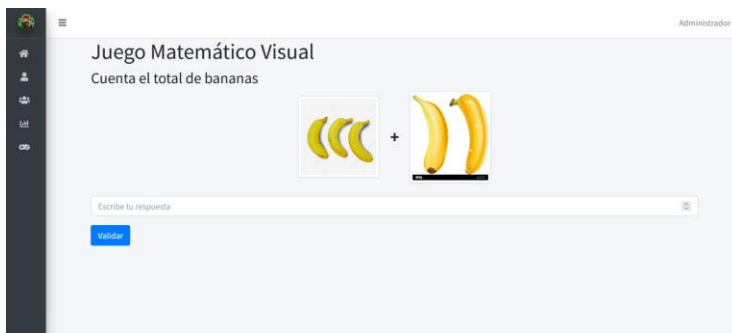 Administrador
Juego Matemático Visual
Cuenta el total de bananas
+
Escribe tu respuesta
Validar